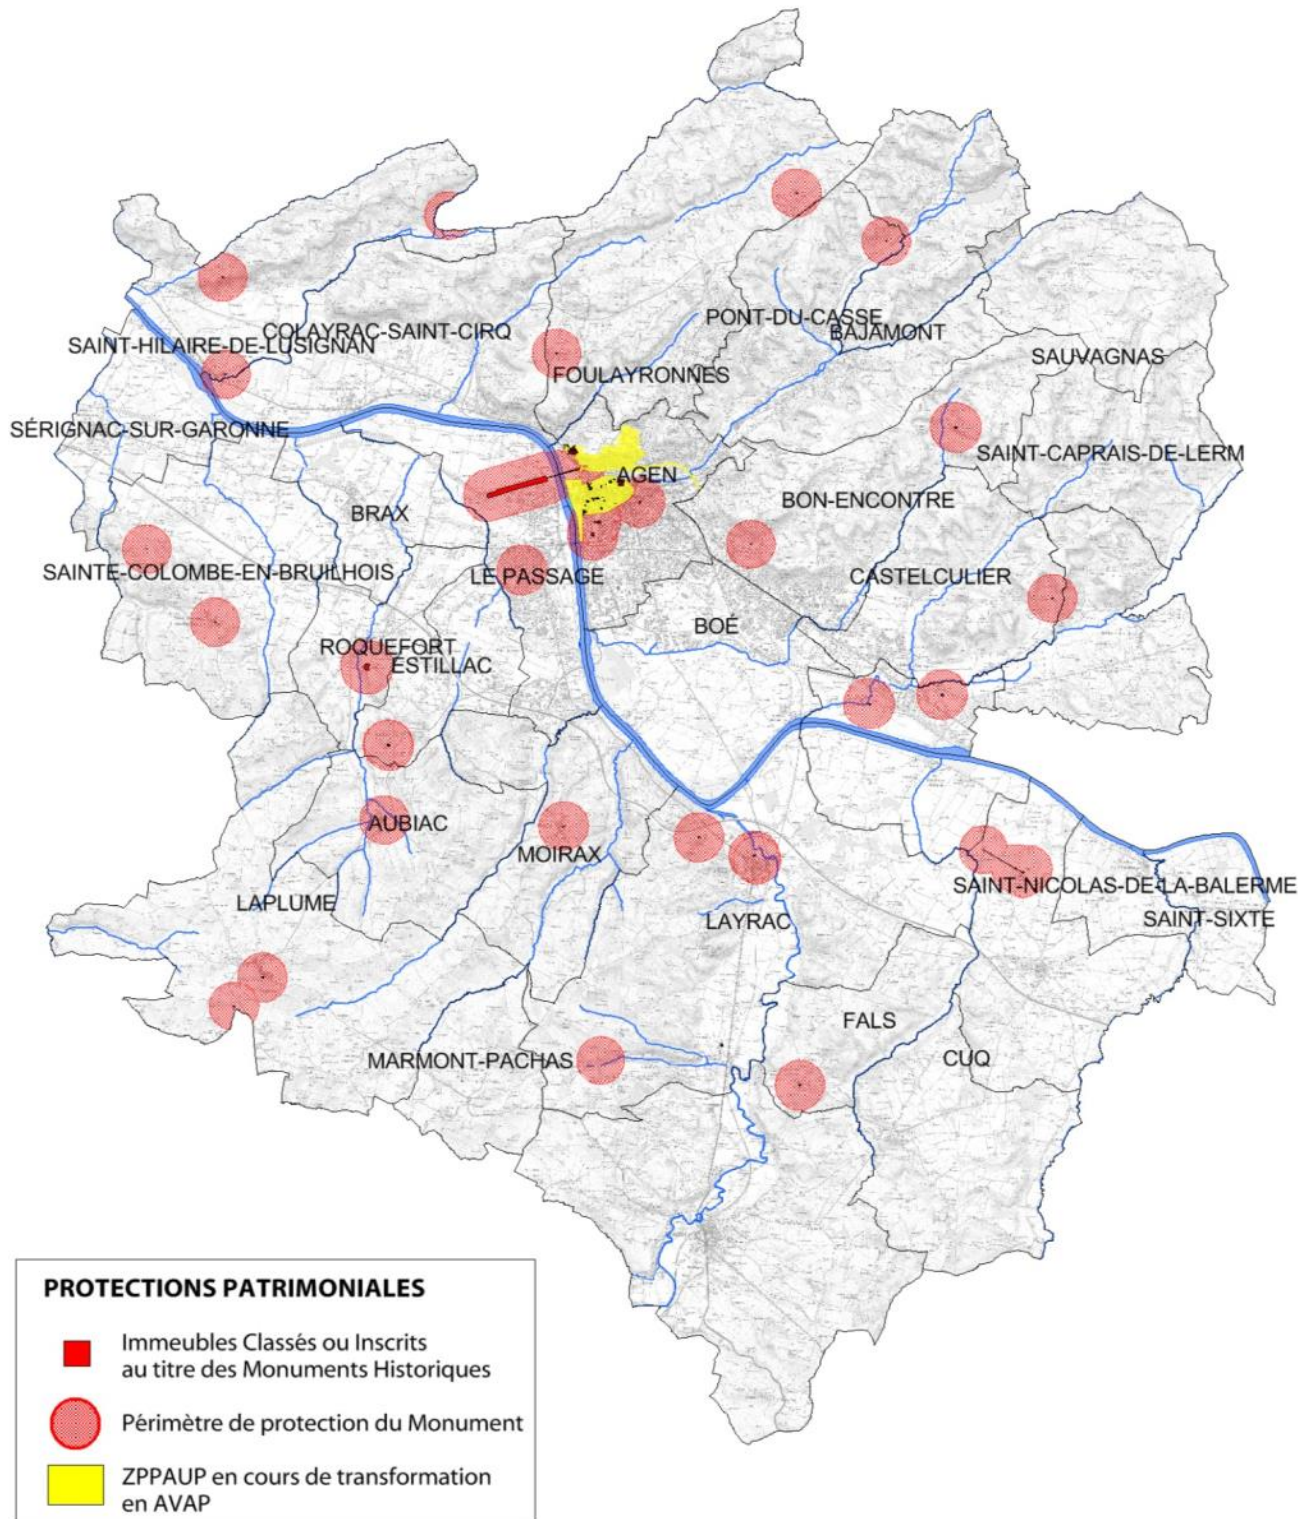 PONT-DU-CASSE
COLAYRAC-SAINT-CIRQ
BAJAMONT
SAINT-HILAIRE-DE-LUSIGNAN
SAUVAGNAS
FOULAYRONNES
SÉRIGNAC-SUR-GARONNE
SAINT-CAPRAIS-DE-LERM
AGEN
BON-ENCONTRE
BRAX
SAINTE-COLOMBE-EN-BRUILHOIS
LE PASSAGE
CASTELCULIER
BOÉ
ROQUEFORT
ESTILLAC
AUBIAC
MOIRAX
SAINT-NICOLAS-DE-LA-BALERME
LAPLUME
LAYRAC
SAINT-SIXTE
FALS
MARMONT-PACHAS
CUQ
PROTECTIONS PATRIMONIALES
Immeubles Classés ou Inscrits
au titre des Monuments Historiques
Périmètre de protection du Monument
ZPPAUP en cours de transformation
en AVAP